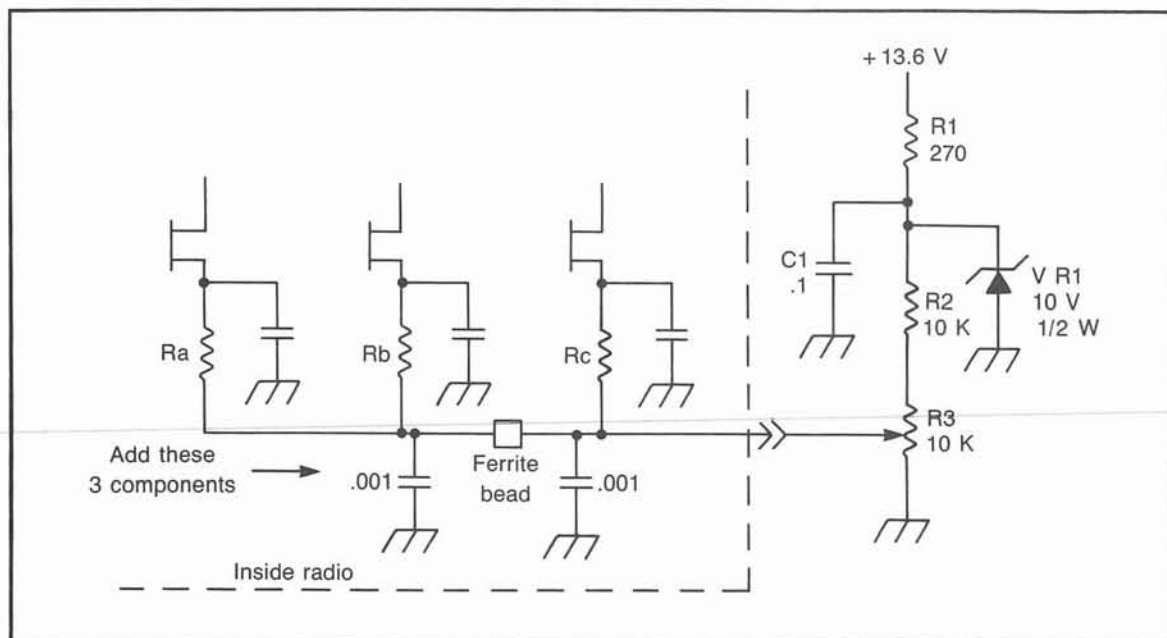 + 13.6 V
R1
270
C1
.1
R2
10 K
V R1
10 V
1/2 W
Ra
Rb
Rc
R3
10 K
Add these
3 components
.001
Ferrite
bead
.001
Inside radio